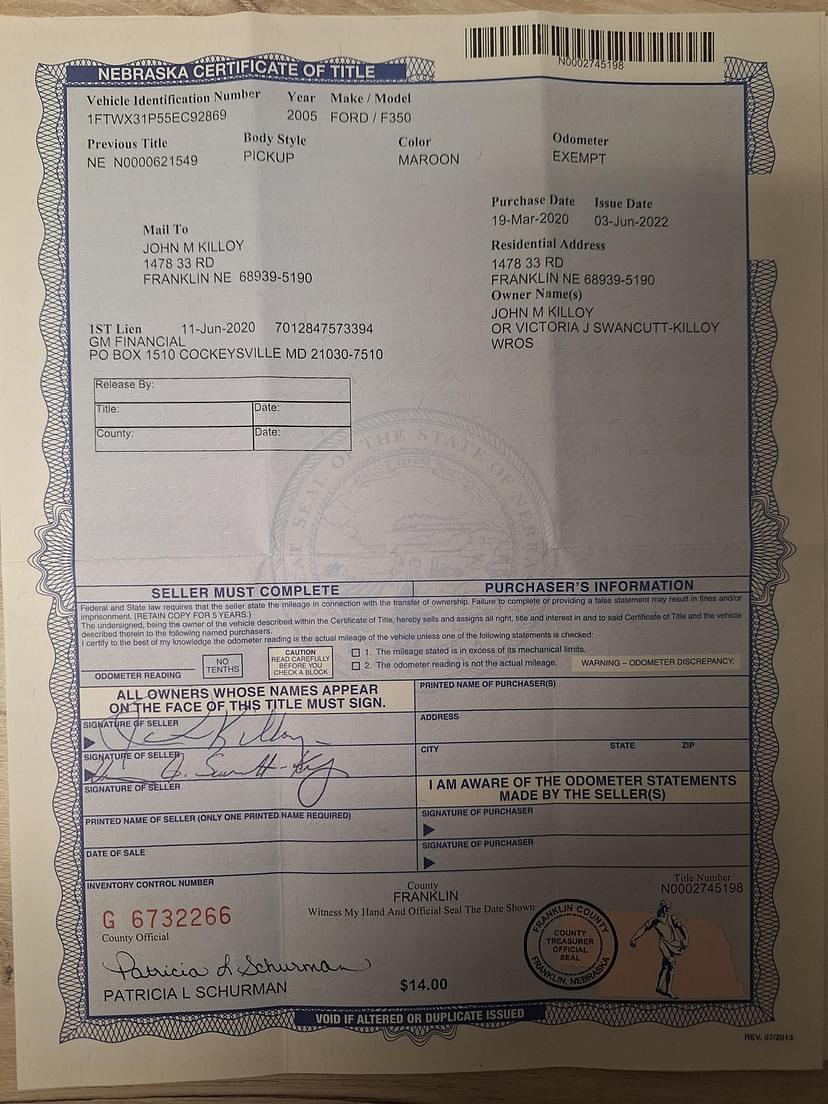 N0002745198
NEBRASKA CERTIFICATE OF TITLE
Vehicle Identification Number Year Make / Model
1FTWX31P55EC92869 2005 FORD / F350
Previous Title Body Style Color Odometer
NE N0000621549 PICKUP MAROON EXEMPT
Purchase Date Issue Date
19-Mar-2020 03-Jun-2022
Mail To
JOHN M KILLOY
1478 33 RD
FRANKLIN NE 68939-5190
Residential Address
1478 33 RD
FRANKLIN NE 68939-5190
Owner Name(s)
JOHN M KILLOY
OR VICTORIA J SWANCUTT-KILLOY
WROS
1ST Lien 11-Jun-2020 7012847573394
GM FINANCIAL
PO BOX 1510 COCKEYSVILLE MD 21030-7510
Release By:
Title: Date:
County: Date:
SEAL OF THE STATE OF
SELLER MUST COMPLETE PURCHASER'S INFORMATION
Federal and State law requires that the seller state the mileage in connection with the transfer of ownership. Failure to complete or providing a false statement may result in fines and/or
imprisonment. (RETAIN COPY FOR 5 YEARS.)
The undersigned, being the owner of the vehicle described within the Certificate of Title, hereby sells and assigns all right, title and interest in and to said Certificate of Title and the vehicle
described therein to the following named purchasers.
I certify to the best of my knowledge the odometer reading is the actual mileage of the vehicle unless one of the following statements is checked:
ODOMETER READING
NO
TENTHS
CAUTION
READ CAREFULLY
BEFORE YOU
CHECK A BLOCK
1. The mileage stated is in excess of its mechanical limits.
2. The odometer reading is not the actual mileage.
WARNING – ODOMETER DISCREPANCY.
ALL OWNERS WHOSE NAMES APPEAR
ON THE FACE OF THIS TITLE MUST SIGN.
SIGNATURE OF SELLER
SIGNATURE OF SELLER
SIGNATURE OF SELLER
PRINTED NAME OF SELLER (ONLY ONE PRINTED NAME REQUIRED)
DATE OF SALE
PRINTED NAME OF PURCHASER(S)
ADDRESS
CITY STATE ZIP
I AM AWARE OF THE ODOMETER STATEMENTS
MADE BY THE SELLER(S)
SIGNATURE OF PURCHASER
SIGNATURE OF PURCHASER
INVENTORY CONTROL NUMBER
G 6732266
County Official
Patricia L Schurman
PATRICIA L SCHURMAN
County
FRANKLIN
Witness My Hand And Official Seal The Date Shown
$14.00
FRANKLIN COUNTY
COUNTY
TREASURER
OFFICIAL
SEAL
FRANKLIN, NEBRASKA
Title Number
N0002745198
VOID IF ALTERED OR DUPLICATE ISSUED
REV. 07/2013